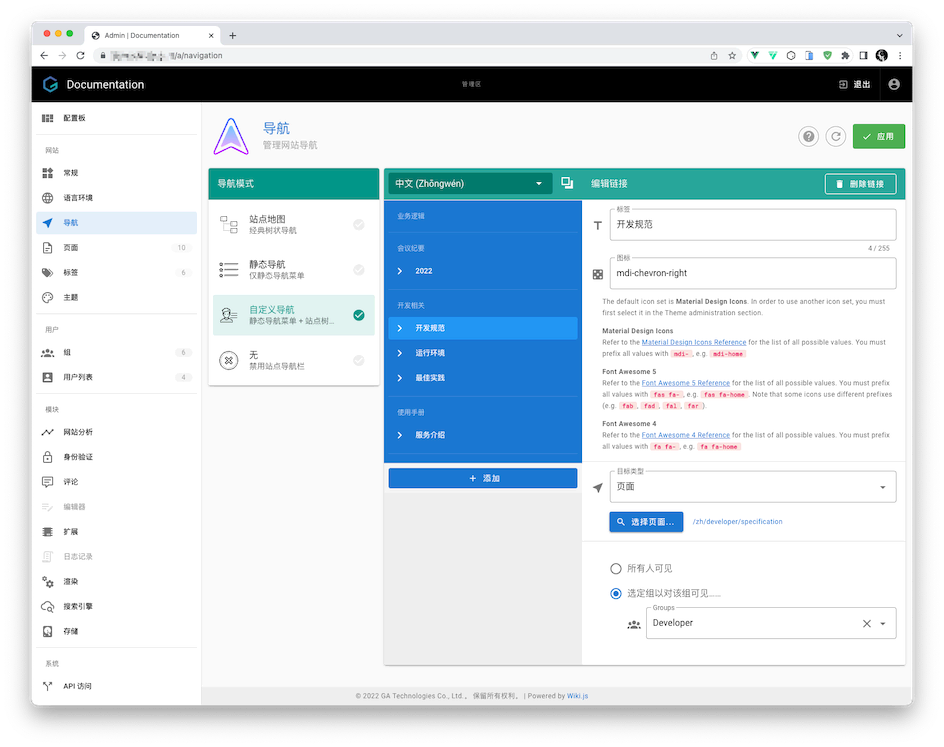 Admin | Documentation
/a/navigation
Documentation
管理区
退出
配置板
网站
常规
语言环境
导航
页面 10
标签 6
主题
用户
组 6
用户列表 4
模块
网站分析
身份验证
评论
编辑器
扩展
日志记录
渲染
搜索引擎
存储
系统
API 访问
导航
管理网站导航
应用
导航模式
站点地图
经典树状导航
静态导航
仅静态导航菜单
自定义导航
静态导航菜单 + 站点树...
无
禁用站点导航栏
中文 (Zhōngwén)
业务逻辑
会议纪要
2022
开发相关
开发规范
运行环境
最佳实践
使用手册
服务介绍
添加
编辑链接
删除链接
标签
开发规范
4 / 255
图标
mdi-chevron-right
The default icon set is Material Design Icons. In order to use another icon set, you must
first select it in the Theme administration section.
Material Design Icons
Refer to the Material Design Icons Reference for the list of all possible values. You must
prefix all values with mdi-, e.g. mdi-home
Font Awesome 5
Refer to the Font Awesome 5 Reference for the list of all possible values. You must prefix
all values with fas fa-, e.g. fas fa-home. Note that some icons use different prefixes
(e.g. fab, fad, fal, far).
Font Awesome 4
Refer to the Font Awesome 4 Reference for the list of all possible values. You must prefix
all values with fa fa-, e.g. fa fa-home
目标类型
页面
选择页面...
/zh/developer/specification
所有人可见
选定组以对该组可见......
Groups
Developer
© 2022 GA Technologies Co., Ltd.。 保留所有权利。 | Powered by Wiki.js